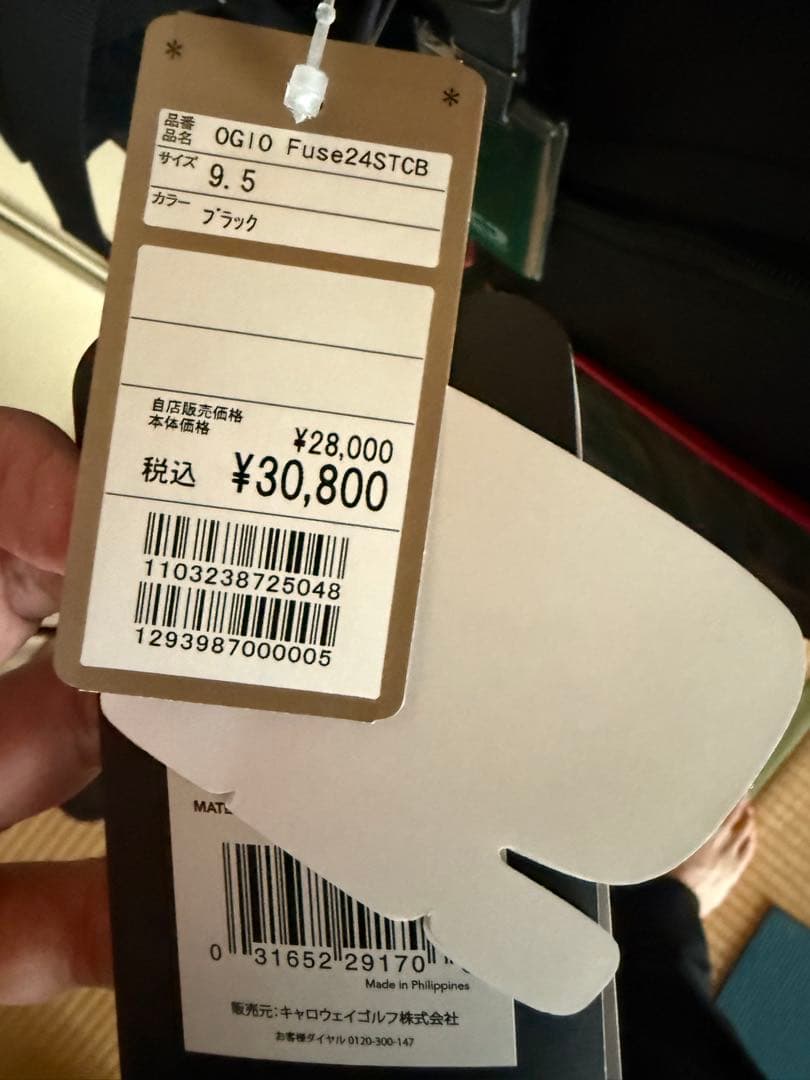 品番
品名 OGIO Fuse24STCB
サイズ 9.5
カラー ブラック
自店販売価格
本体価格 ¥28,000
税込 ¥30,800
1103238725048
1293987000005
0 31652 29170
Made in Philippines
販売元:キャロウェイゴルフ株式会社
お客様ダイヤル 0120-300-147